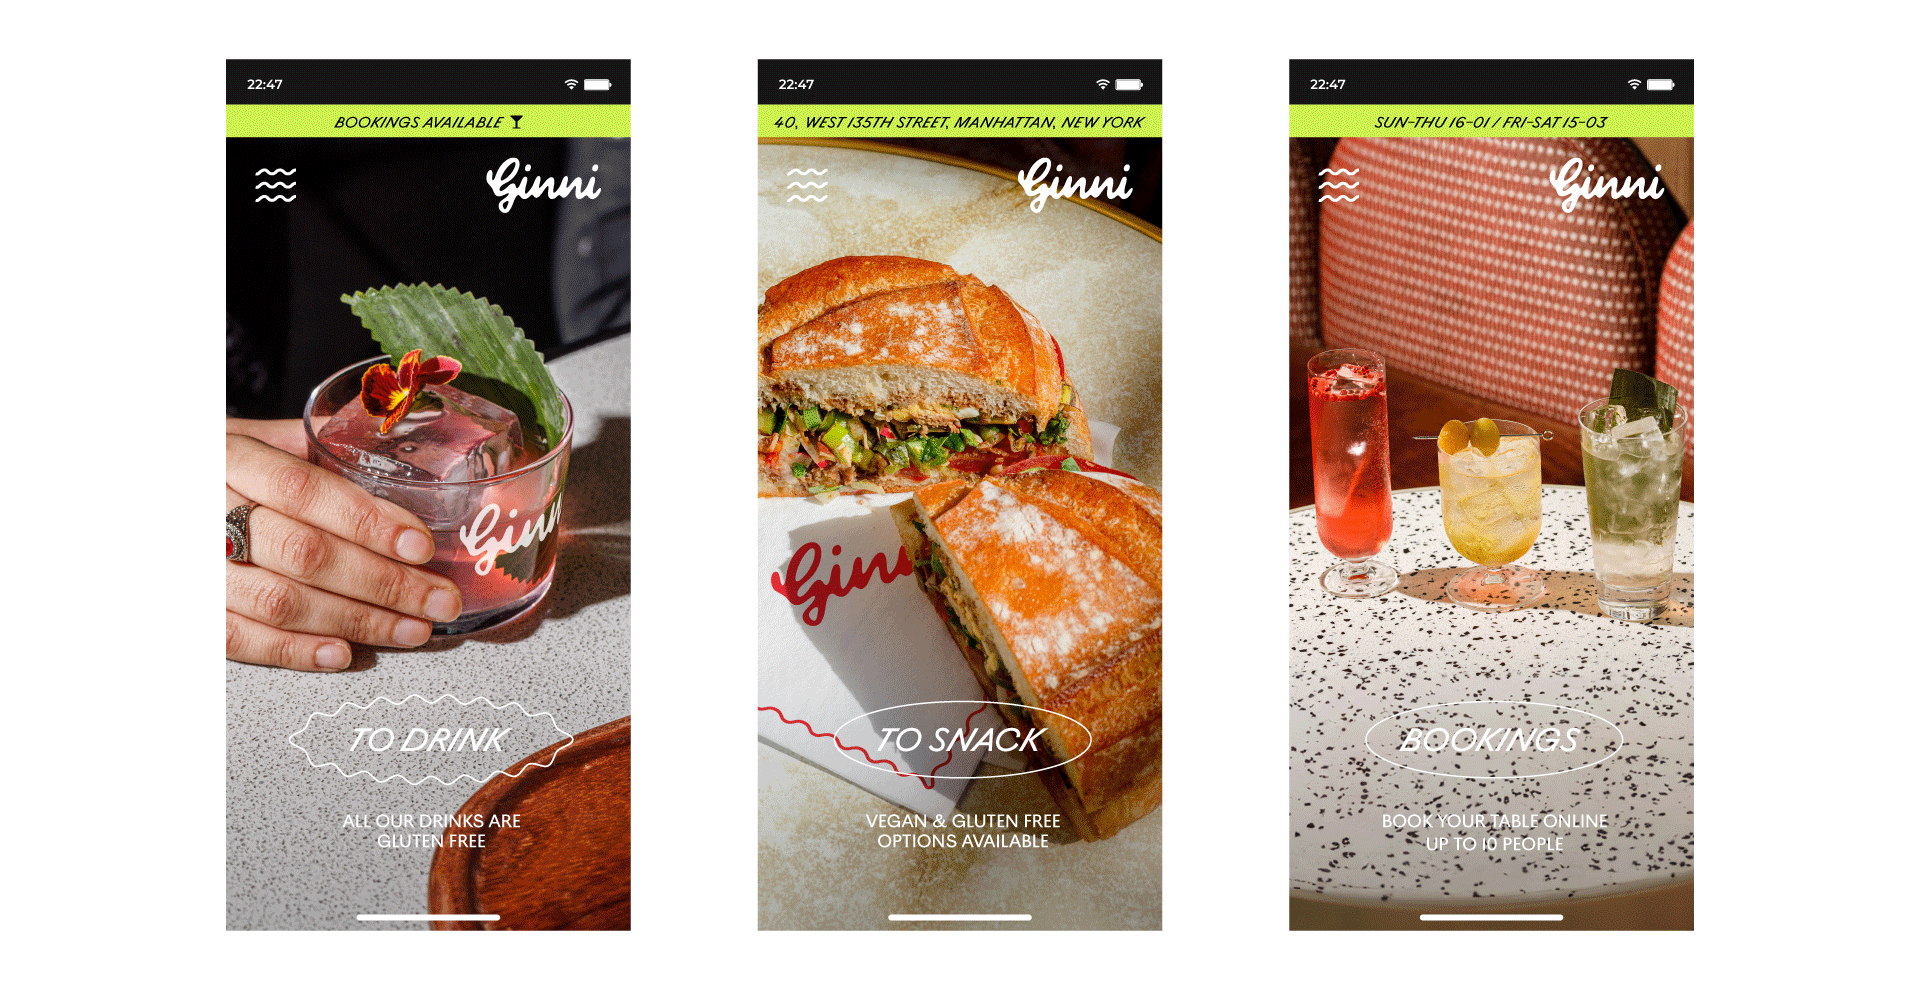 22:47
BOOKINGS AVAILABLE
Ginni
Ginni
TO DRINK
ALL OUR DRINKS ARE
GLUTEN FREE
22:47
40, WEST 135TH STREET, MANHATTAN, NEW YORK
Ginni
Ginni
TO SNACK
VEGAN & GLUTEN FREE
OPTIONS AVAILABLE
22:47
SUN-THU 16-01 / FRI-SAT 15-03
Ginni
BOOKINGS
BOOK YOUR TABLE ONLINE
UP TO 10 PEOPLE